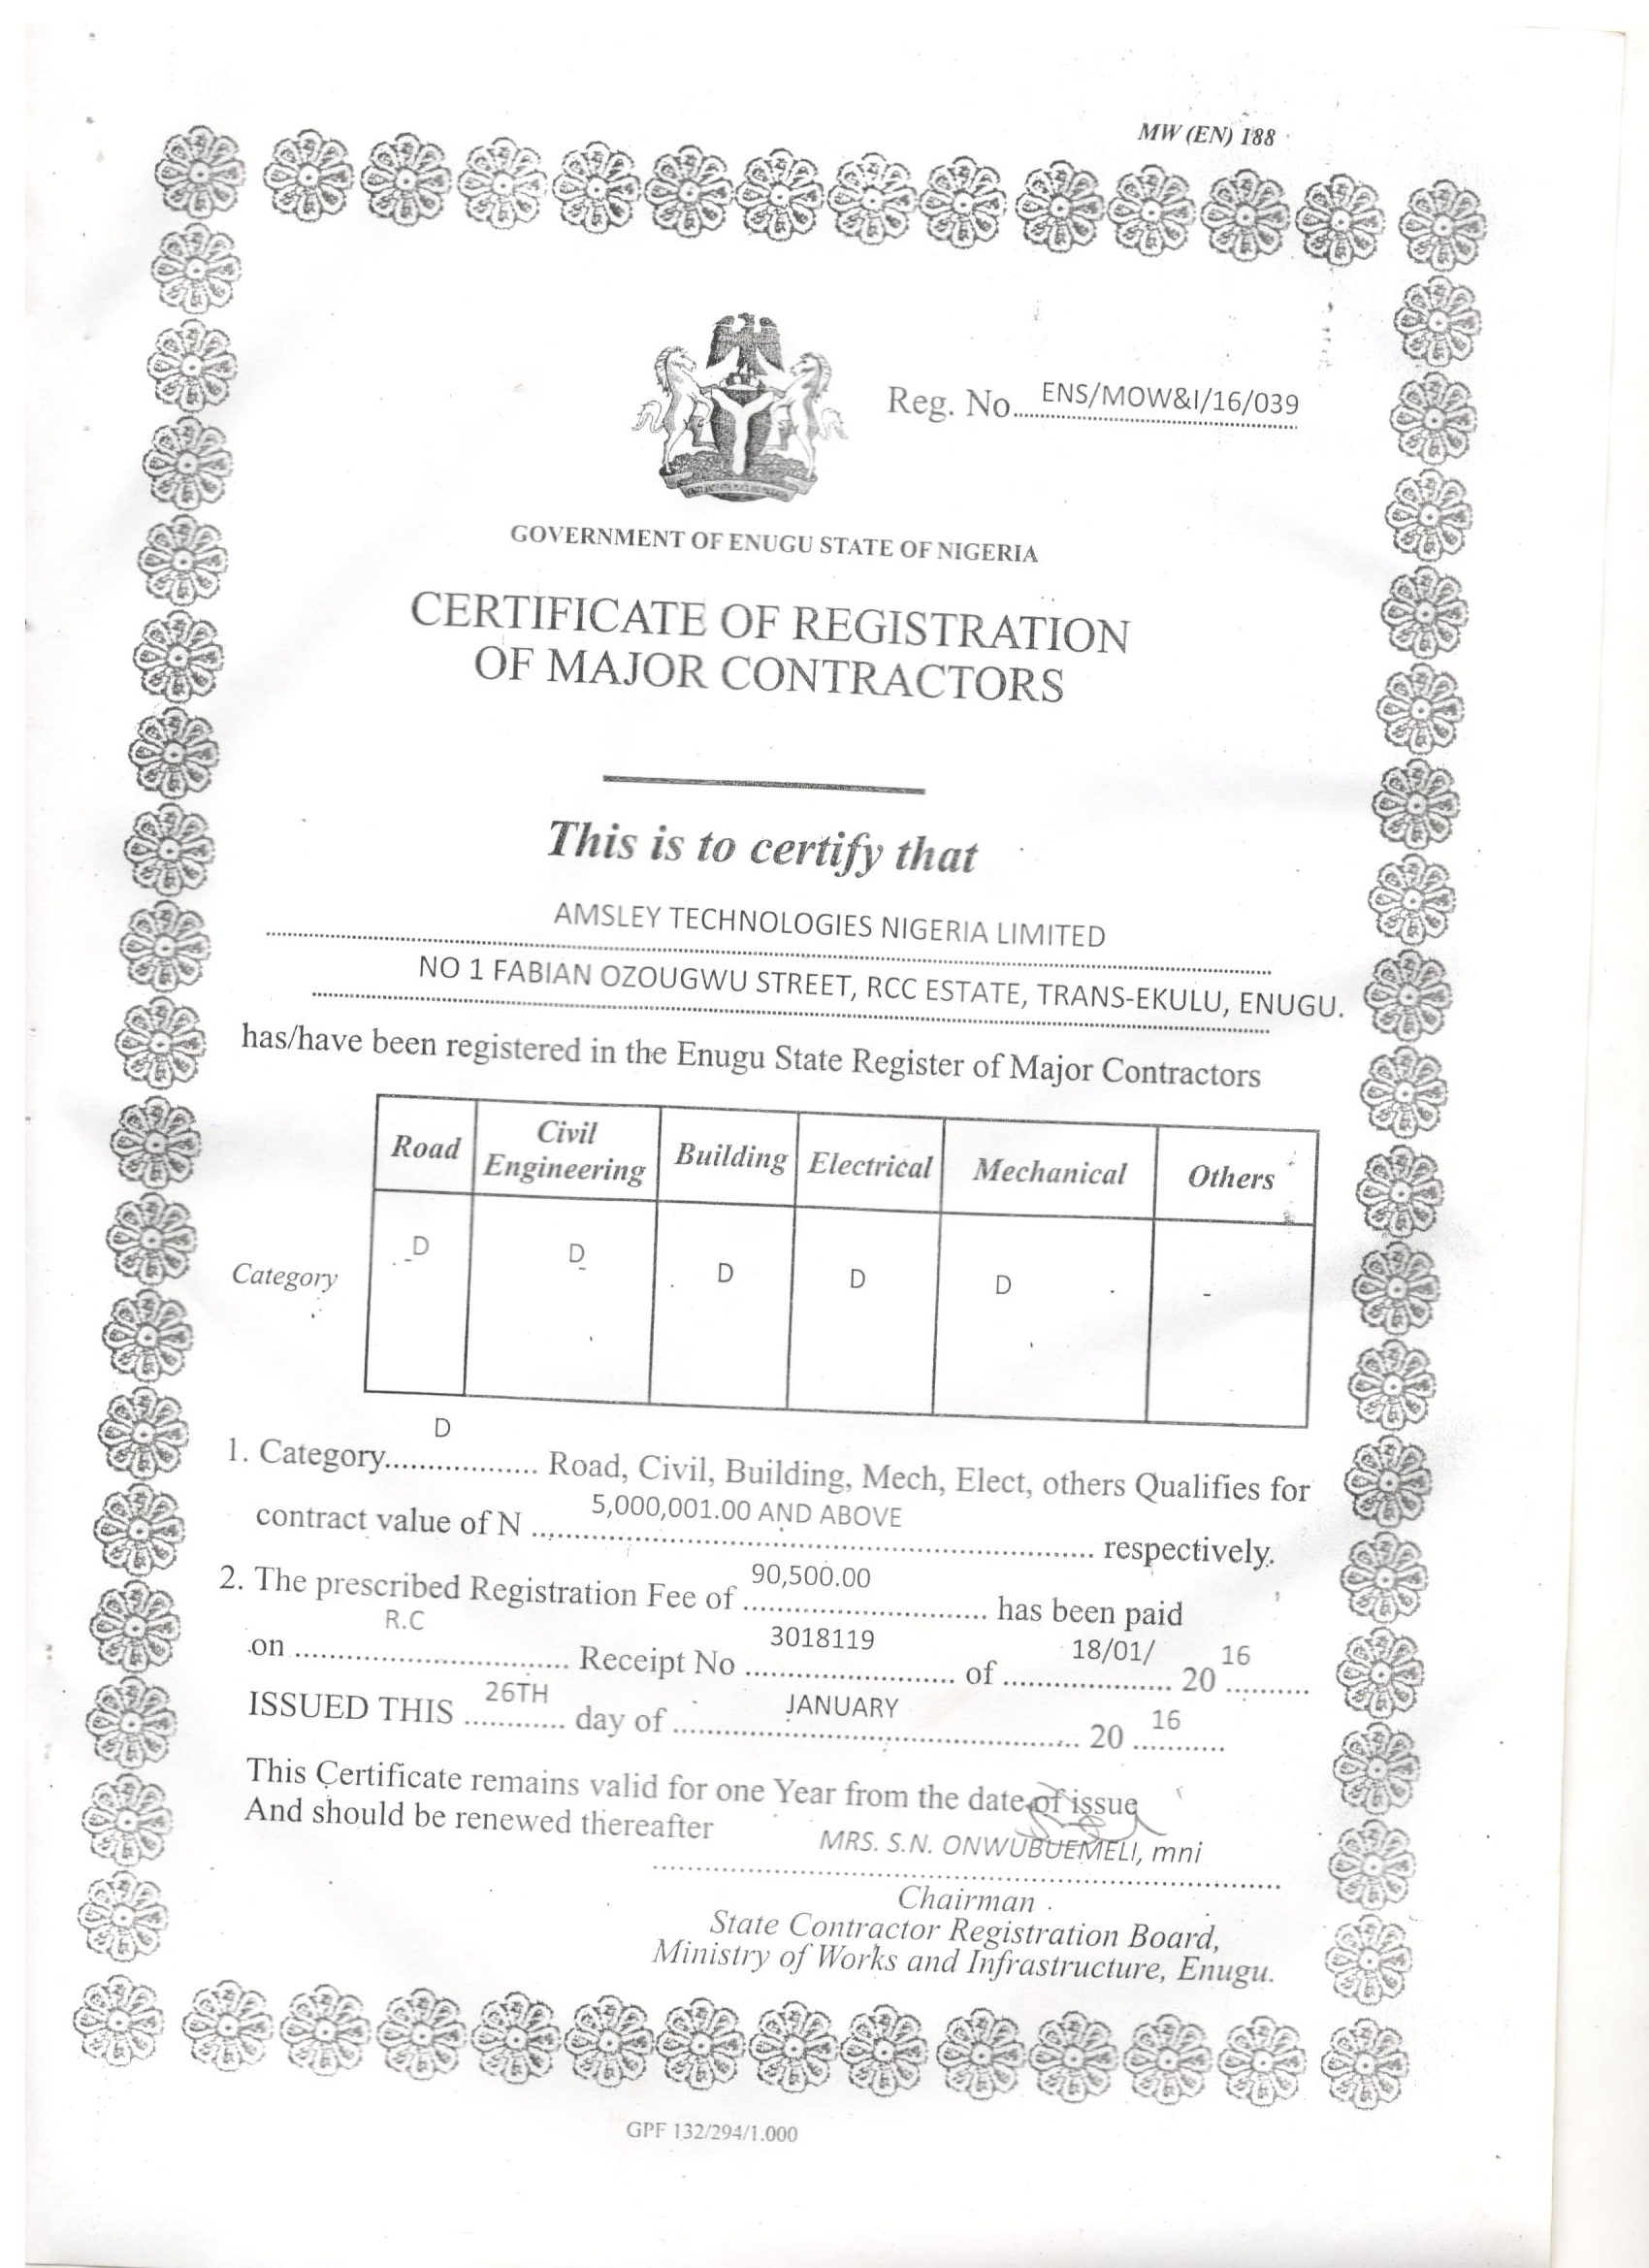 MW (EN) 188
Reg. No.... ENS/MOW&I/16/039
GOVERNMENT OF ENUGU STATE OF NIGERIA
CERTIFICATE OF REGISTRATION
OF MAJOR CONTRACTORS
This is to certify that
AMSLEY TECHNOLOGIES NIGERIA LIMITED
NO 1 FABIAN OZOUGWU STREET, RCC ESTATE, TRANS-EKULU, ENUGU.
has/have been registered in the Enugu State Register of Major Contractors
Road Civil Engineering Building Electrical Mechanical Others
Category D D D D D -
1. Category....D.... Road, Civil, Building, Mech, Elect, others Qualifies for
contract value of N 5,000,001.00 AND ABOVE respectively.
2. The prescribed Registration Fee of 90,500.00 has been paid
on R.C Receipt No 3018119 of 18/01/ 20 16
ISSUED THIS 26TH day of JANUARY 20 16
This Certificate remains valid for one Year from the date of issue
And should be renewed thereafter
MRS. S.N. ONWUBUEMELI, mni
Chairman
State Contractor Registration Board,
Ministry of Works and Infrastructure, Enugu.
GPF 132/294/1.000